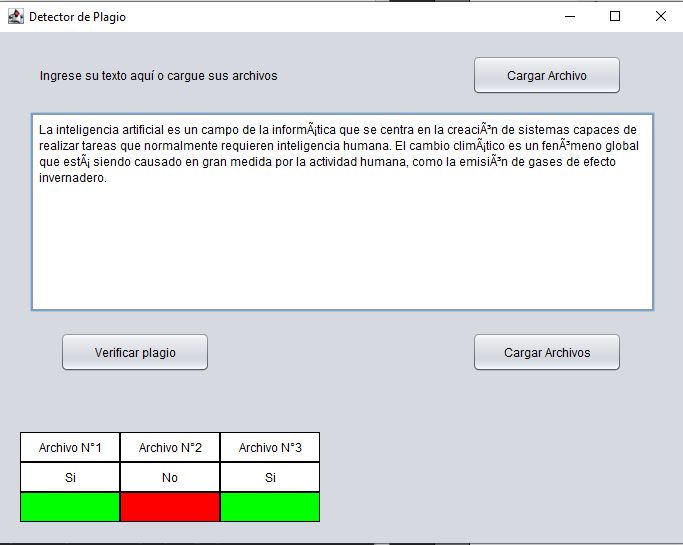 Detector de Plagio
Ingrese su texto aquí o cargue sus archivos
Cargar Archivo
La inteligencia artificial es un campo de la informÃ¡tica que se centra en la creaciÃ³n de sistemas capaces de
realizar tareas que normalmente requieren inteligencia humana. El cambio climÃ¡tico es un fenÃ³meno global
que estÃ¡ siendo causado en gran medida por la actividad humana, como la emisiÃ³n de gases de efecto
invernadero.
Verificar plagio
Cargar Archivos
Archivo N°1 Archivo N°2 Archivo N°3
Si No Si